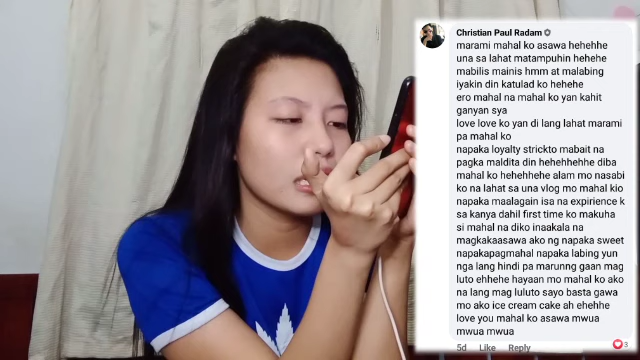 Christian Paul Radam
marami mahal ko asawa hehehhe
una sa lahat matampuhin hehehe
mabilis mainis hmm at malabing
iyakin din katulad ko hehehe
ero mahal na mahal ko yan kahit
ganyan sya
love love ko yan di lang lahat marami
pa mahal ko
napaka loyalty strickto mabait na
pagka maldita din hehehhehhe diba
mahal ko hehehhehe alam mo nasabi
ko na lahat sa una vlog mo mahal kio
napaka maalagain isa na expirience k
sa kanya dahil first time ko makuha
si mahal na diko inaakala na
magkakaasawa ako ng napaka sweet
napakapagmahal napaka labing yun
nga lang hindi pa marunng gaan mag
luto ehhehe hayaan mo mahal ko ako
na lang mag luluto sayo basta gawa
mo ako ice cream cake ah ehehhe
love you mahal ko asawa mwua
mwua mwua
5d Like Reply 3